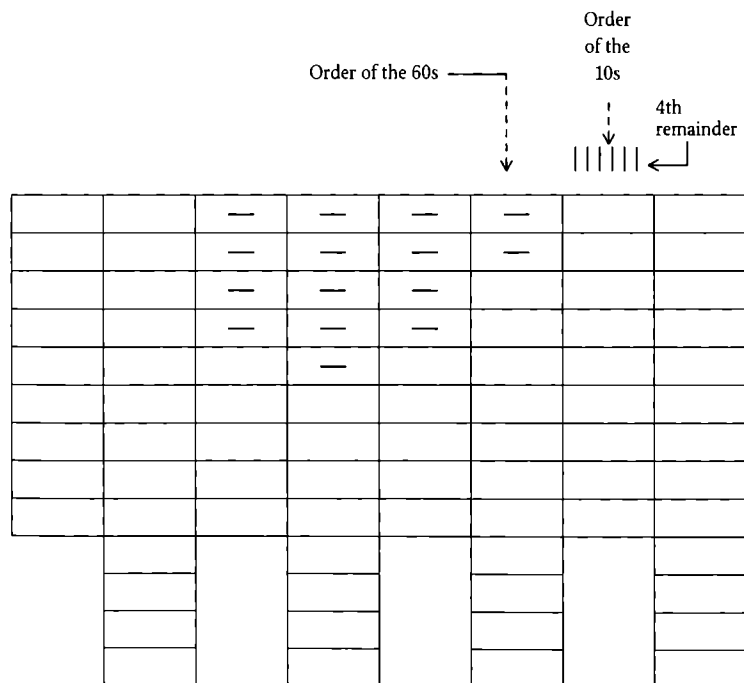 Order
of the
10s
Order of the 60s
4th
remainder